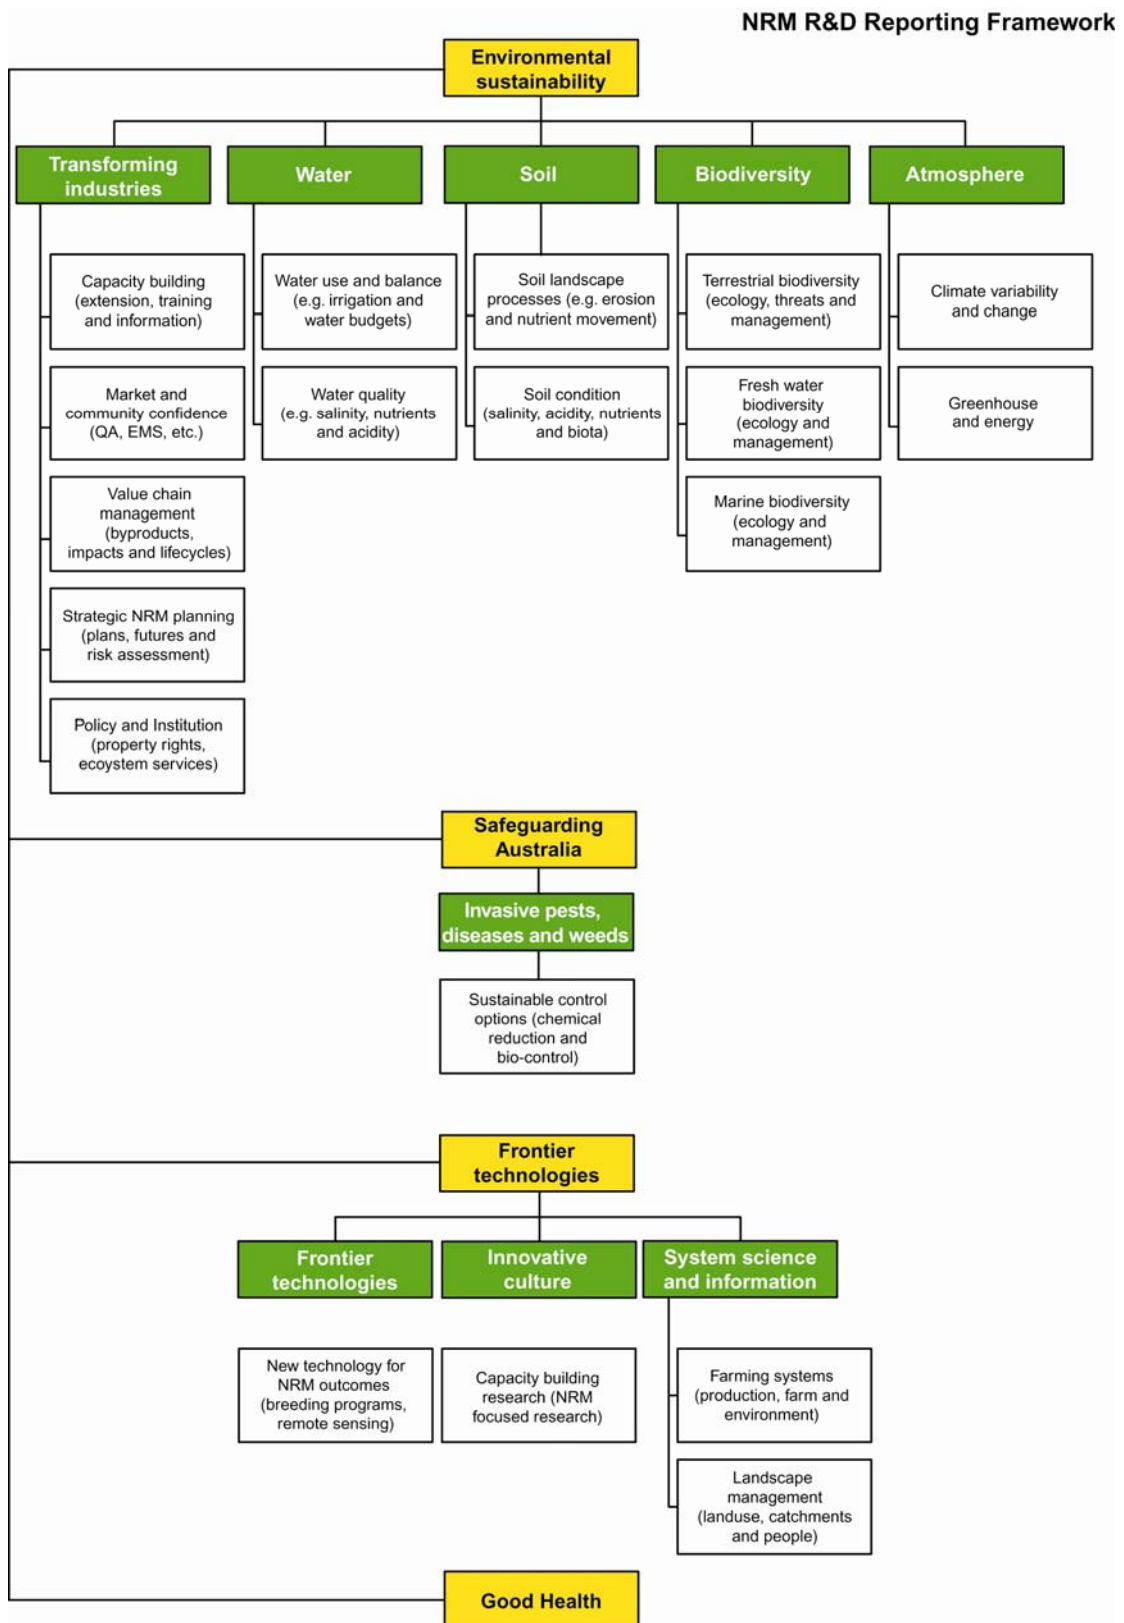 NRM R&D Reporting Framework
Environmental
sustainability
Transforming
industries
Water
Soil
Biodiversity
Atmosphere
Capacity building
(extension, training
and information)
Market and
community confidence
(QA, EMS, etc.)
Value chain
management
(byproducts,
impacts and lifecycles)
Strategic NRM planning
(plans, futures and
risk assessment)
Policy and Institution
(property rights,
ecoystem services)
Water use and balance
(e.g. irrigation and
water budgets)
Water quality
(e.g. salinity, nutrients
and acidity)
Soil landscape
processes (e.g. erosion
and nutrient movement)
Soil condition
(salinity, acidity, nutrients
and biota)
Terrestrial biodiversity
(ecology, threats and
management)
Fresh water
biodiversity
(ecology and
management)
Marine biodiversity
(ecology and
management)
Climate variability
and change
Greenhouse
and energy
Safeguarding
Australia
Invasive pests,
diseases and weeds
Sustainable control
options (chemical
reduction and
bio-control)
Frontier
technologies
Frontier
technologies
Innovative
culture
System science
and information
New technology for
NRM outcomes
(breeding programs,
remote sensing)
Capacity building
research (NRM
focused research)
Farming systems
(production, farm and
environment)
Landscape
management
(landuse, catchments
and people)
Good Health